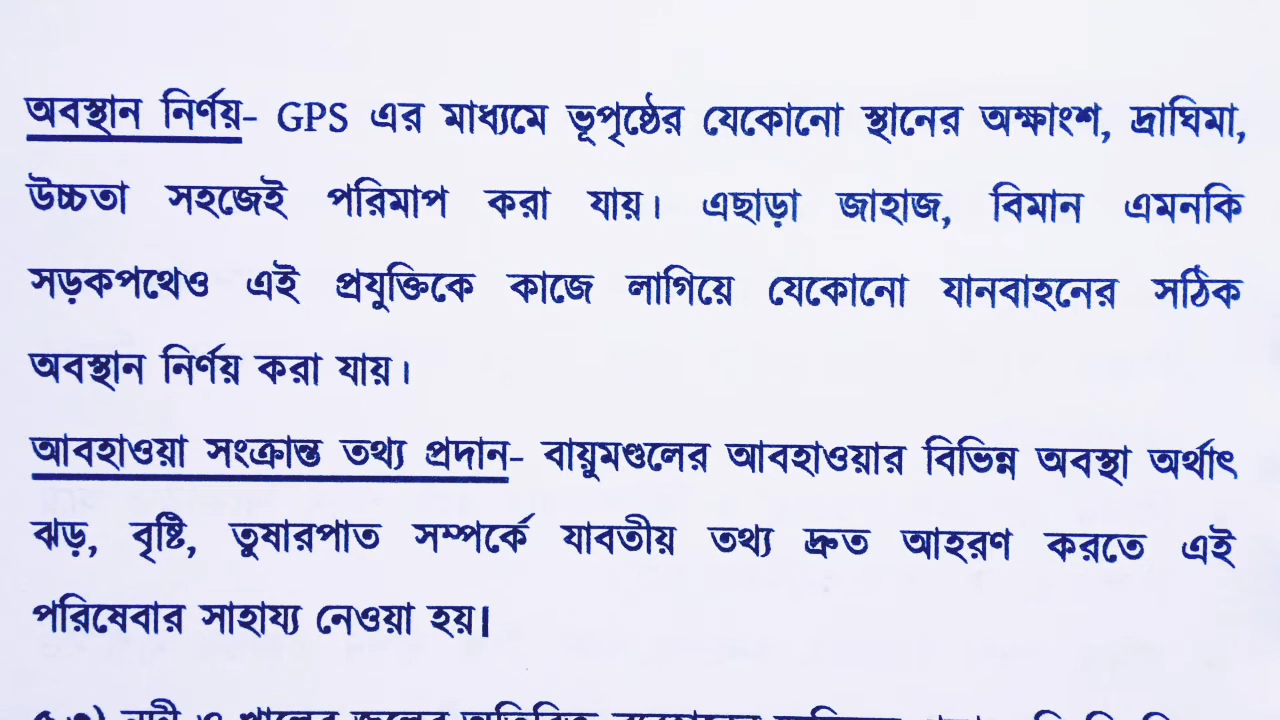 অবস্থান নির্ণয়- GPS এর মাধ্যমে ভূপৃষ্ঠের যেকোনো স্থানের অক্ষাংশ, দ্রাঘিমা,
উচ্চতা সহজেই পরিমাপ করা যায়। এছাড়া জাহাজ, বিমান এমনকি
সড়কপথেও এই প্রযুক্তিকে কাজে লাগিয়ে যেকোনো যানবাহনের সঠিক
অবস্থান নির্ণয় করা যায়।
আবহাওয়া সংক্রান্ত তথ্য প্রদান- বায়ুমণ্ডলের আবহাওয়ার বিভিন্ন অবস্থা অর্থাৎ
ঝড়, বৃষ্টি, তুষারপাত সম্পর্কে যাবতীয় তথ্য দ্রুত আহরণ করতে এই
পরিষেবার সাহায্য নেওয়া হয়।